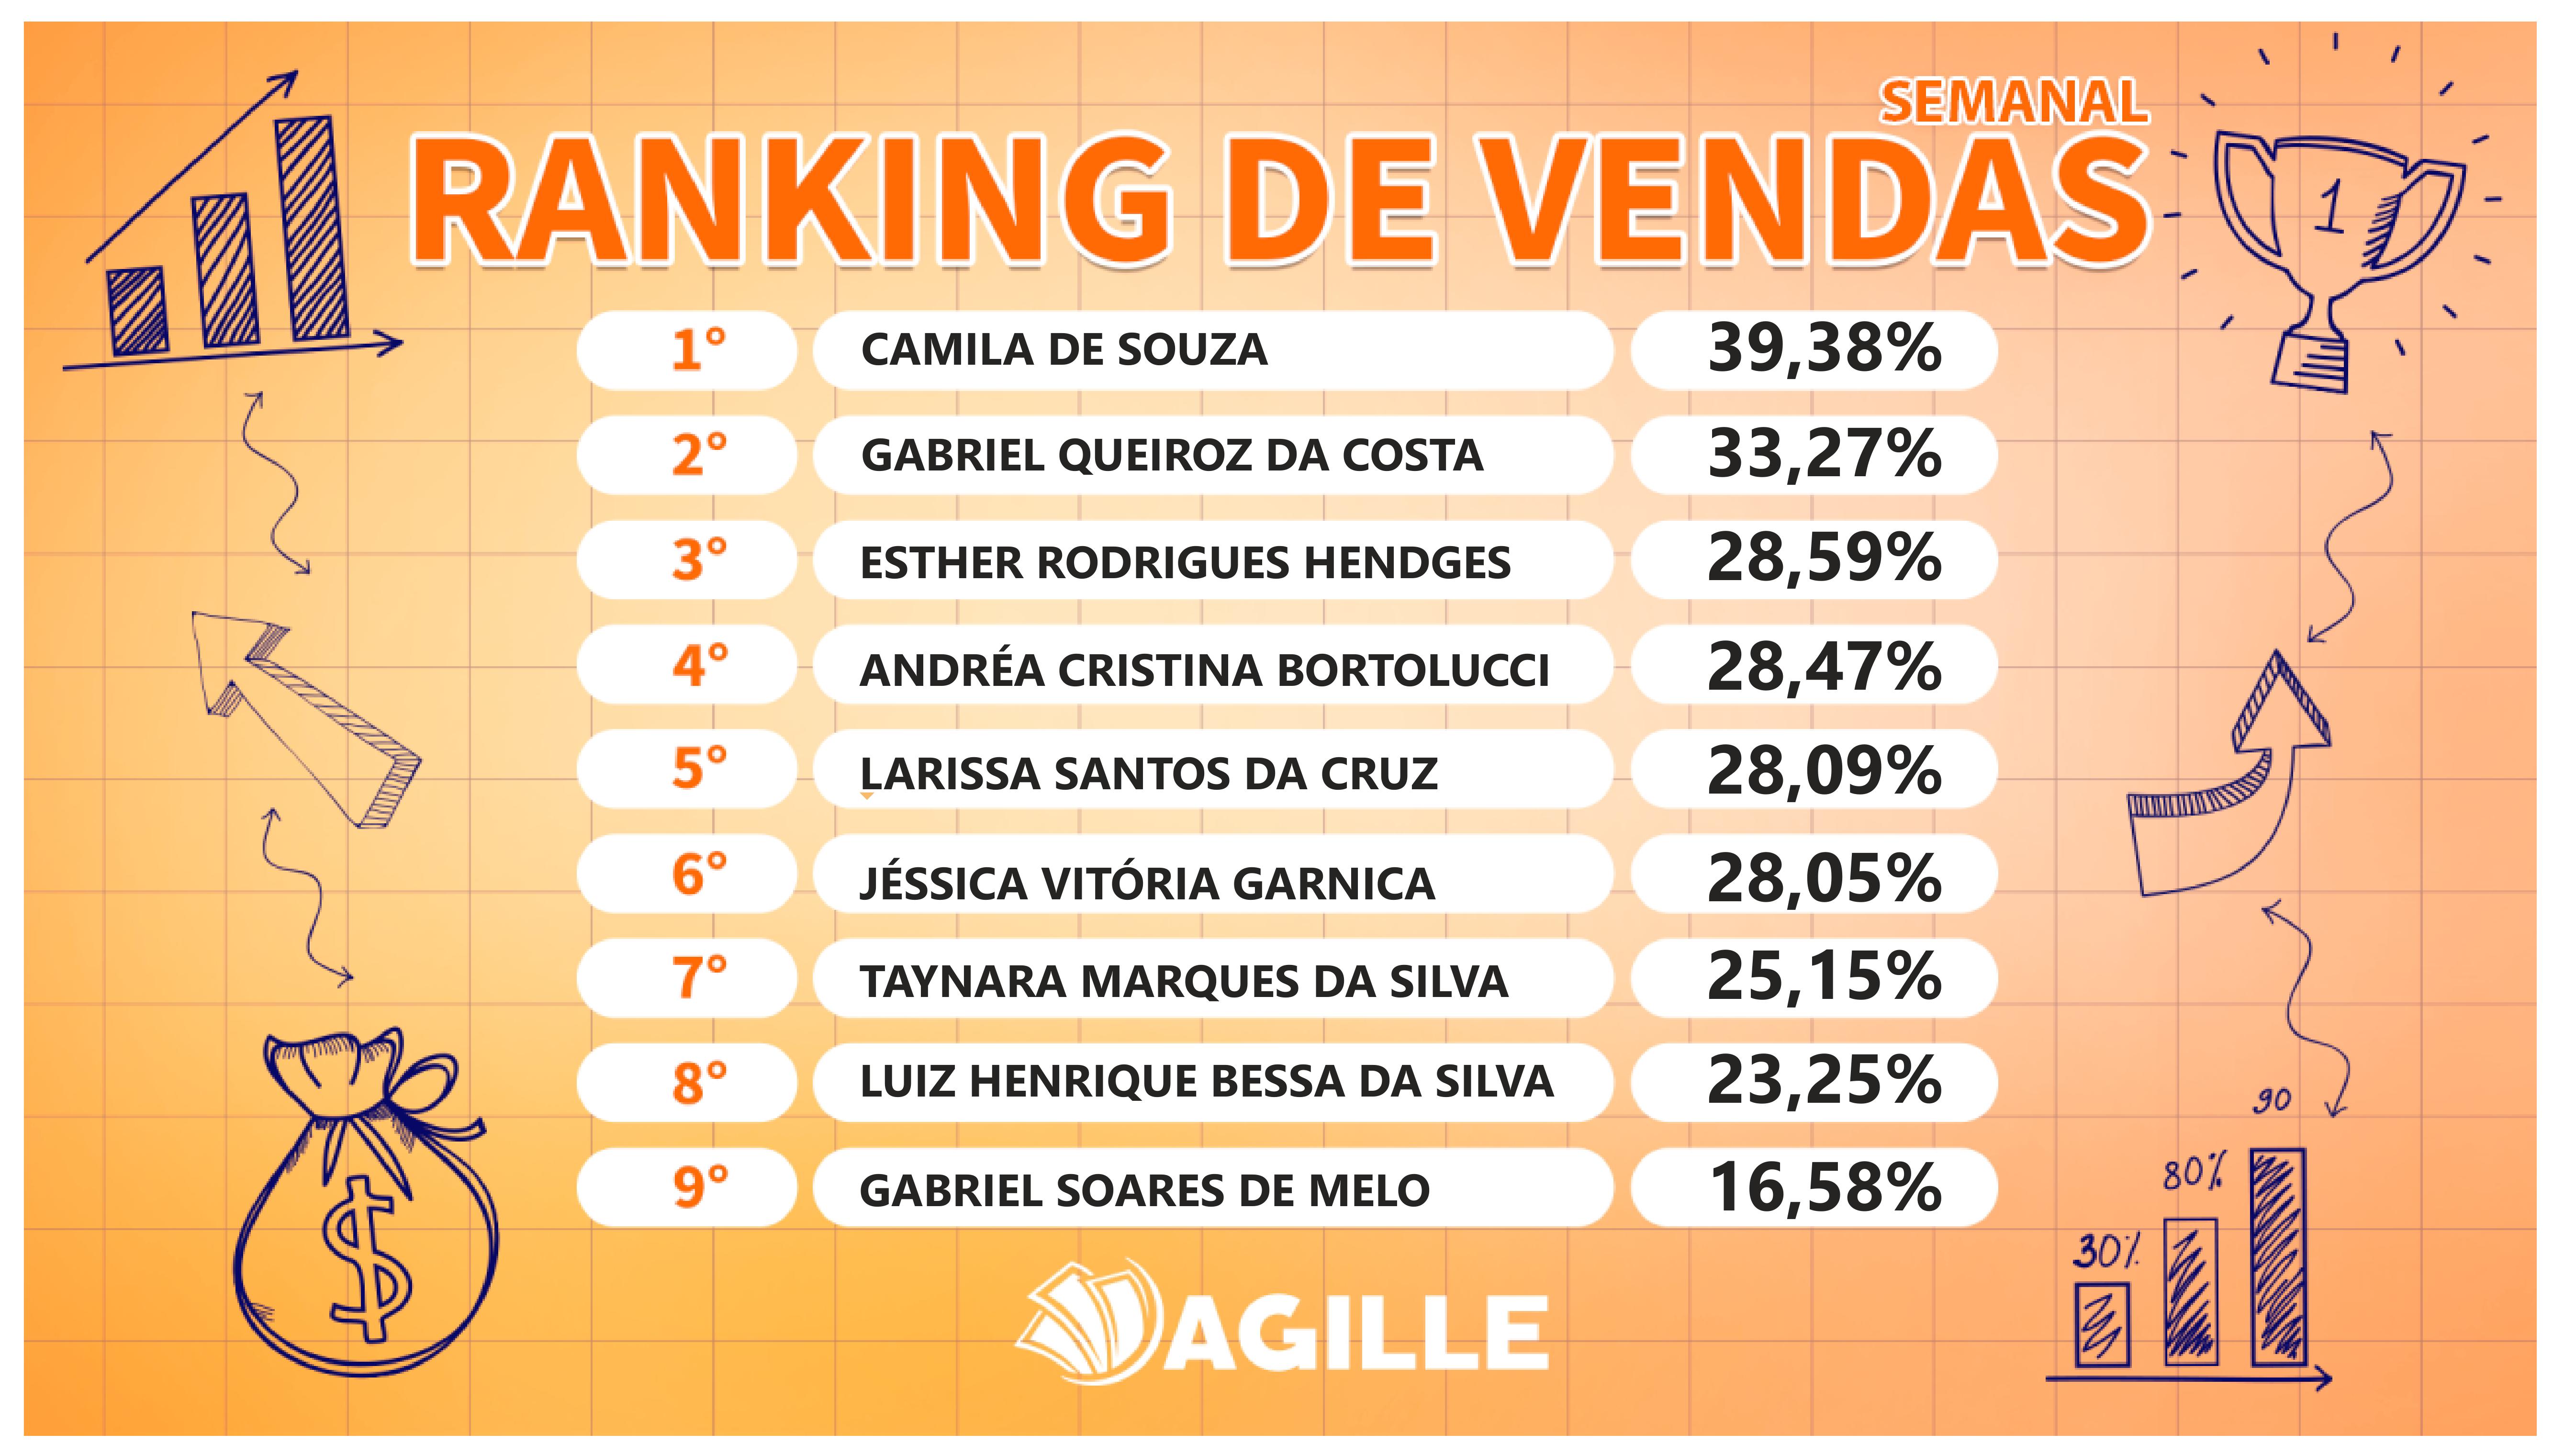 SEMANAL
RANKING DE VENDAS
1
1° CAMILA DE SOUZA 39,38%
2° GABRIEL QUEIROZ DA COSTA 33,27%
3° ESTHER RODRIGUES HENDGES 28,59%
4° ANDRÉA CRISTINA BORTOLUCCI 28,47%
5° LARISSA SANTOS DA CRUZ 28,09%
6° JÉSSICA VITÓRIA GARNICA 28,05%
7° TAYNARA MARQUES DA SILVA 25,15%
8° LUIZ HENRIQUE BESSA DA SILVA 23,25%
9° GABRIEL SOARES DE MELO 16,58%
$
30%
80%
90
AGILLE